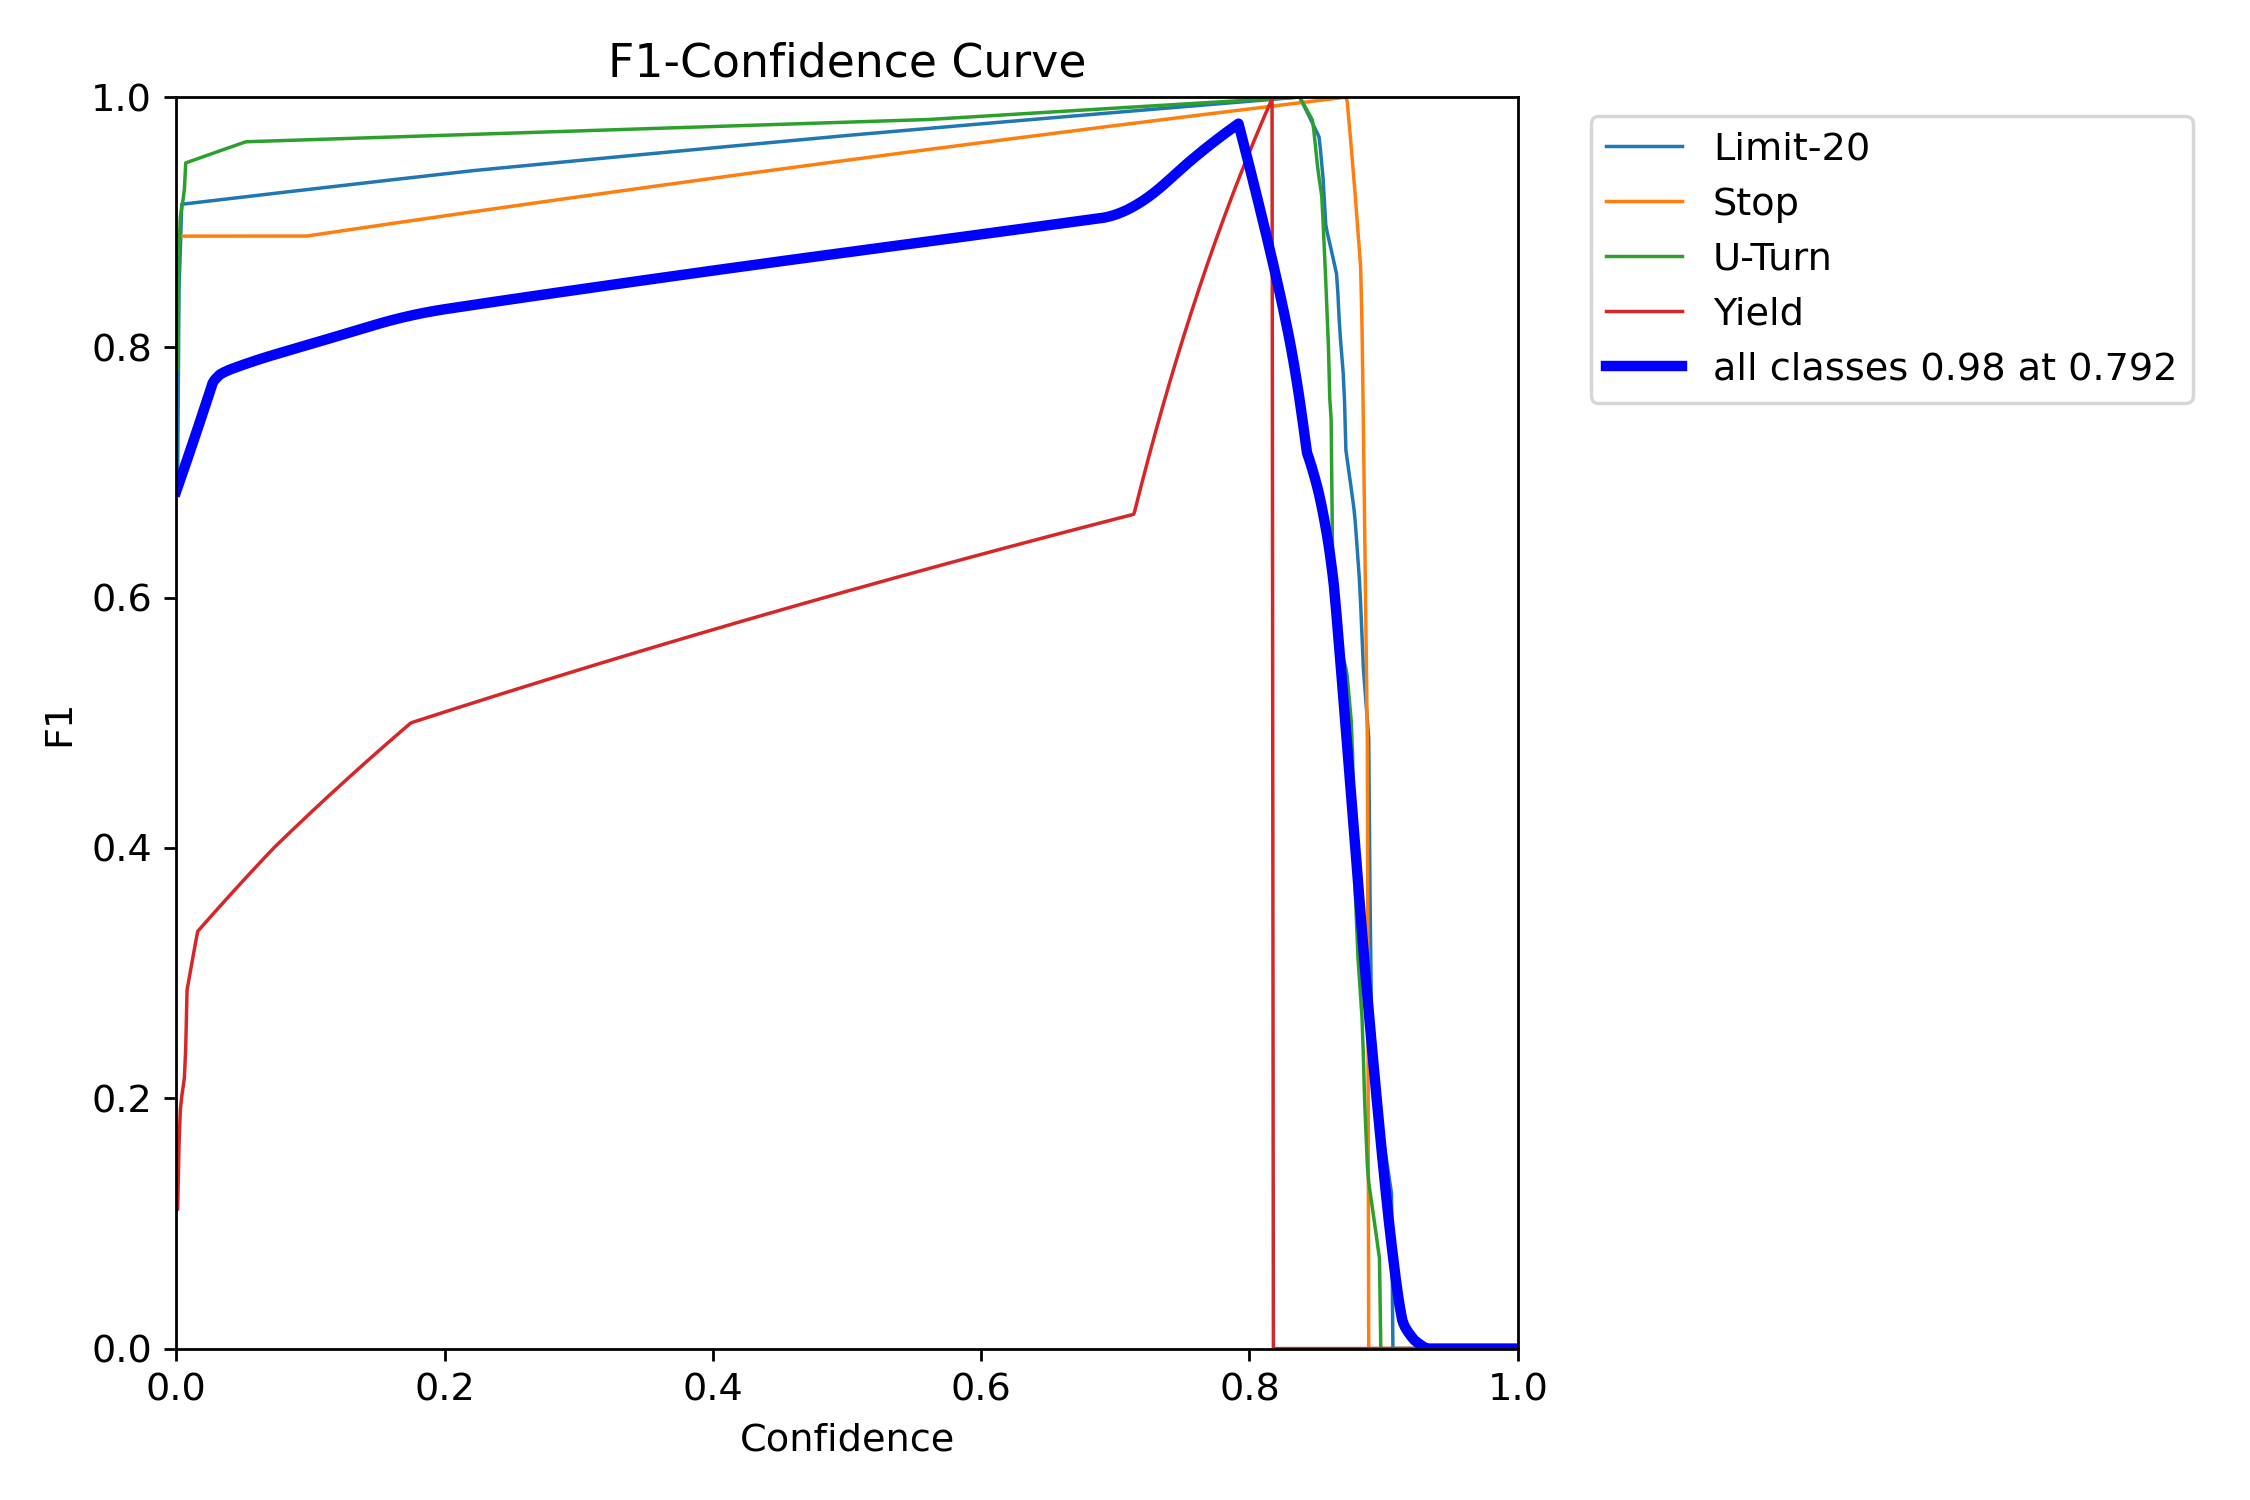 F1-Confidence Curve
1.0
0.8
0.6
0.4
0.2
0.0
F1
0.0 0.2 0.4 0.6 0.8 1.0
Confidence
Limit-20
Stop
U-Turn
Yield
all classes 0.98 at 0.792